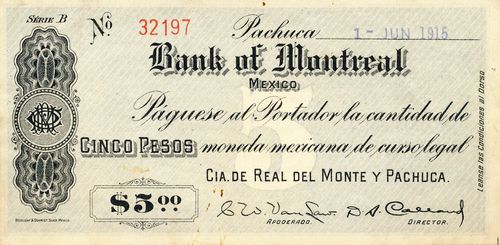 SERIE B
Nº 32197
Pachuca 1 - JUN 1915
Bank of Montreal
MEXICO
Páguese al Portador la cantidad de
CINCO PESOS moneda mexicana de curso legal
CIA. DE REAL DEL MONTE Y PACHUCA.
$5.00
APODERADO. DIRECTOR.
Leanse las Condiciones al Dorso